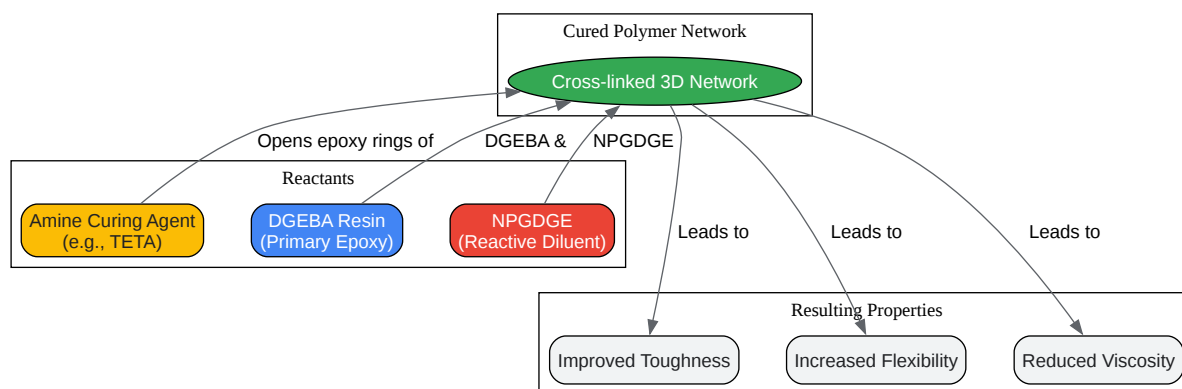 Cured Polymer Network
Cross-linked 3D Network
Opens epoxy rings of
DGEBA &
NPGDGE
Reactants
Amine Curing Agent
(e.g., TETA)
DGEBA Resin
(Primary Epoxy)
NPGDGE
(Reactive Diluent)
Leads to
Leads to
Leads to
Resulting Properties
Improved Toughness
Increased Flexibility
Reduced Viscosity